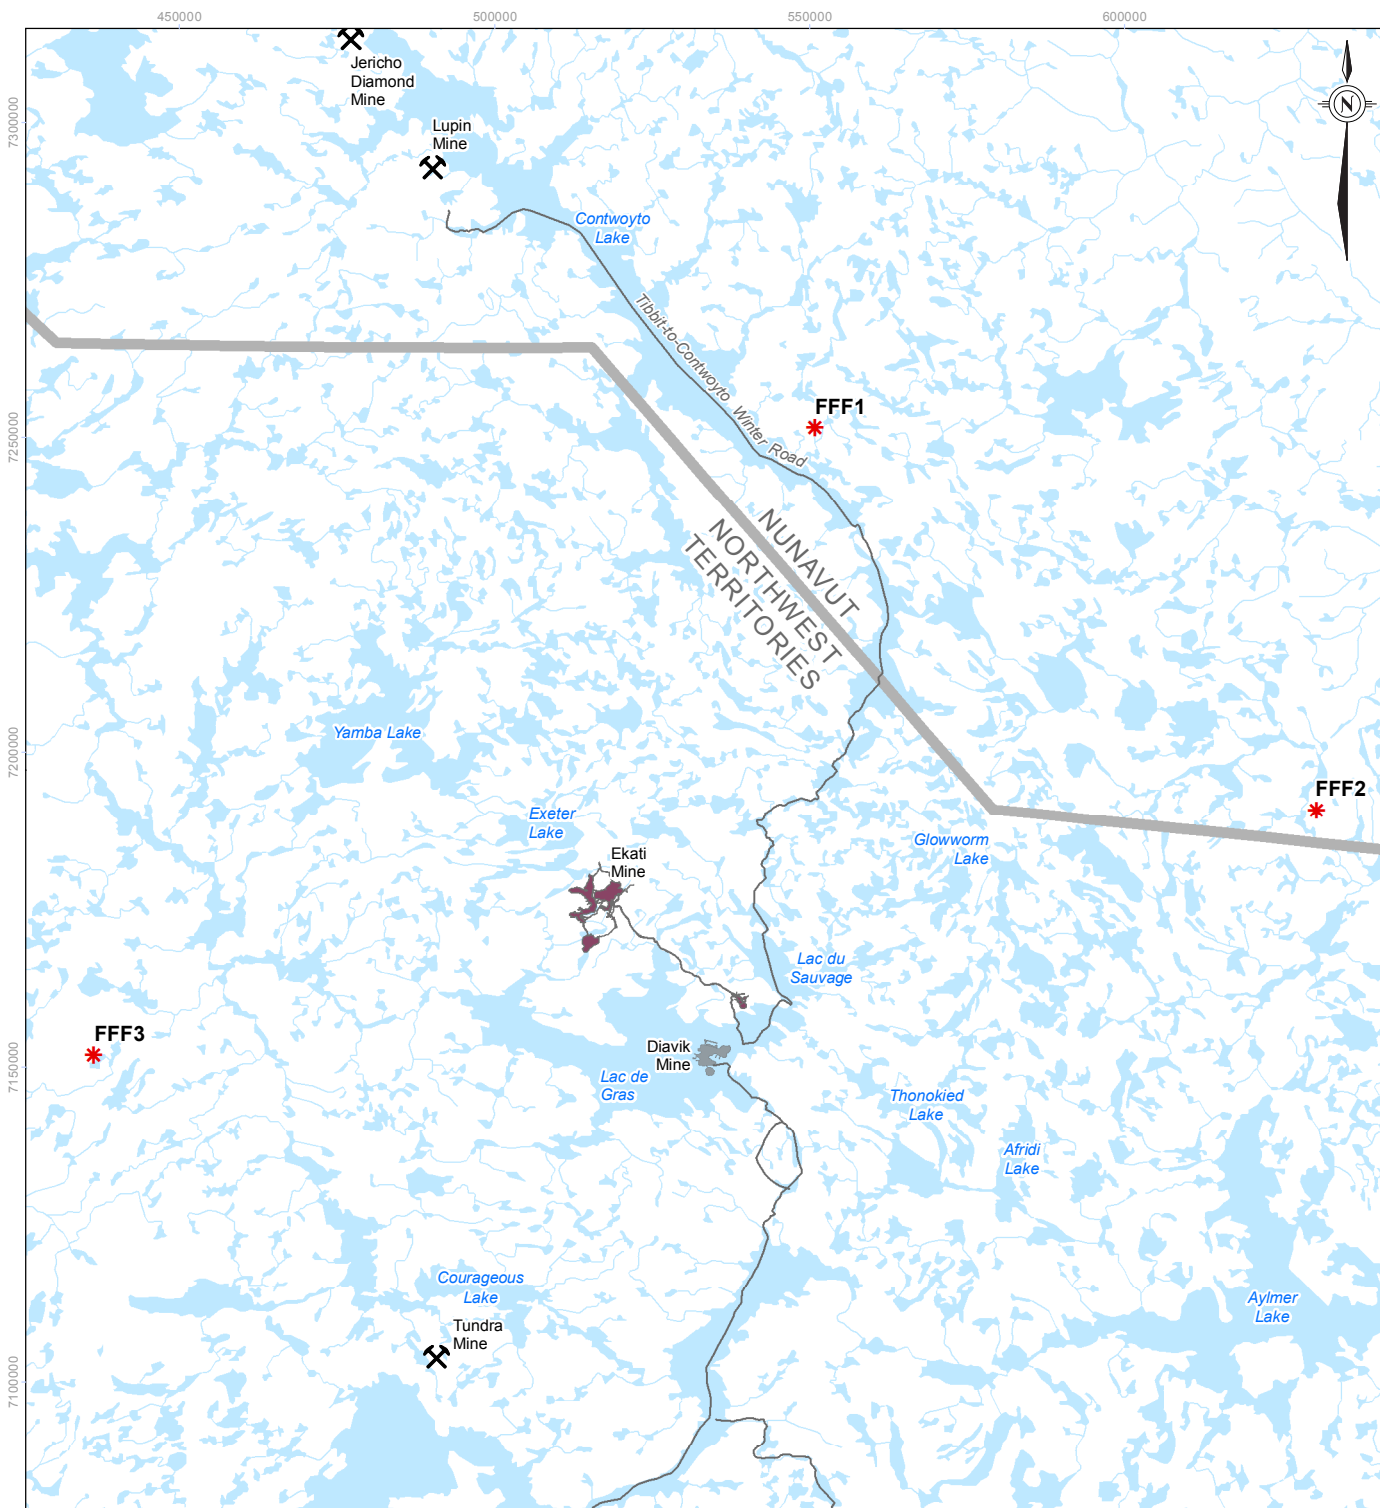 450000
500000
550000
600000
Jericho
Diamond
Mine
N
7300000
Lupin
Mine
Contwoyto
Lake
Tibbit-to-Contwoyto Winter Road
FFF1
7250000
NUNAVUT
NORTHWEST
TERRITORIES
Yamba Lake
7200000
FFF2
Exeter
Lake
Glowworm
Lake
Ekati
Mine
Lac du
Sauvage
FFF3
Diavik
Mine
7150000
Lac de
Gras
Thonokied
Lake
Afridi
Lake
Courageous
Lake
Aylmer
Lake
Tundra
Mine
7100000